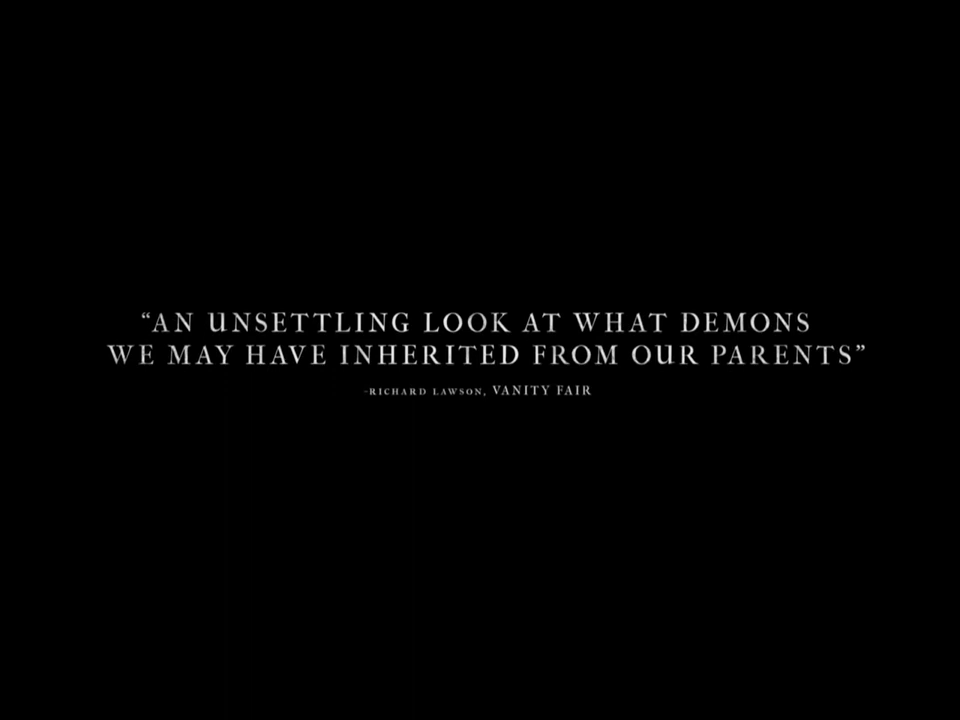 “AN UNSETTLING LOOK AT WHAT DEMONS
WE MAY HAVE INHERITED FROM OUR PARENTS”
-RICHARD LAWSON, VANITY FAIR